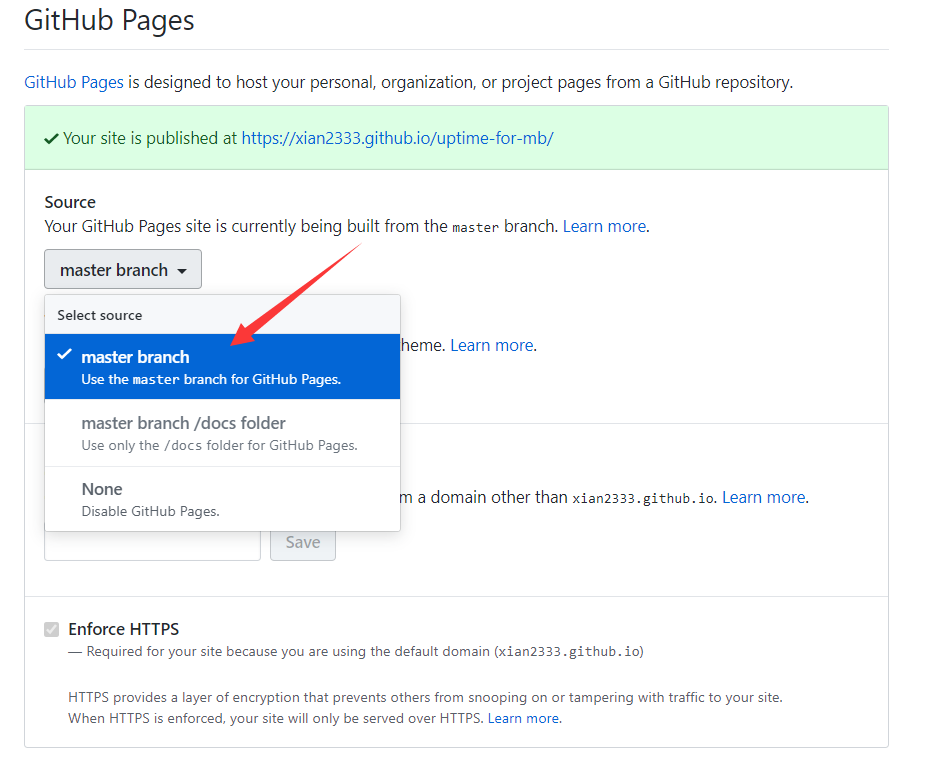 GitHub Pages
GitHub Pages is designed to host your personal, organization, or project pages from a GitHub repository.
Your site is published at https://xian2333.github.io/uptime-for-mb/
Source
Your GitHub Pages site is currently being built from the master branch. Learn more.
master branch
Select source
master branch
Use the master branch for GitHub Pages.
heme. Learn more.
master branch /docs folder
Use only the /docs folder for GitHub Pages.
None
Disable GitHub Pages.
m a domain other than xian2333.github.io. Learn more.
Save
Enforce HTTPS
— Required for your site because you are using the default domain (xian2333.github.io)
HTTPS provides a layer of encryption that prevents others from snooping on or tampering with traffic to your site.
When HTTPS is enforced, your site will only be served over HTTPS. Learn more.